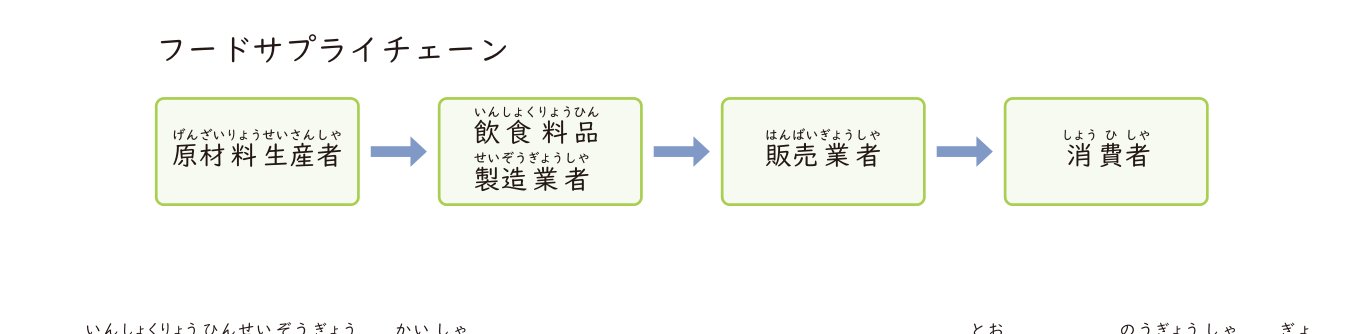 フードサプライチェーン
げんざいりょうせいさんしゃ
原材料生産者
いんしょくりょうひん
飲食料品
せいぞうぎょうしゃ
製造業者
はんばいぎょうしゃ
販売業者
しょうひしゃ
消費者
いんしょくりょうひんせいぞうぎょう かいしゃ とお のうぎょうしゃ ぎょ